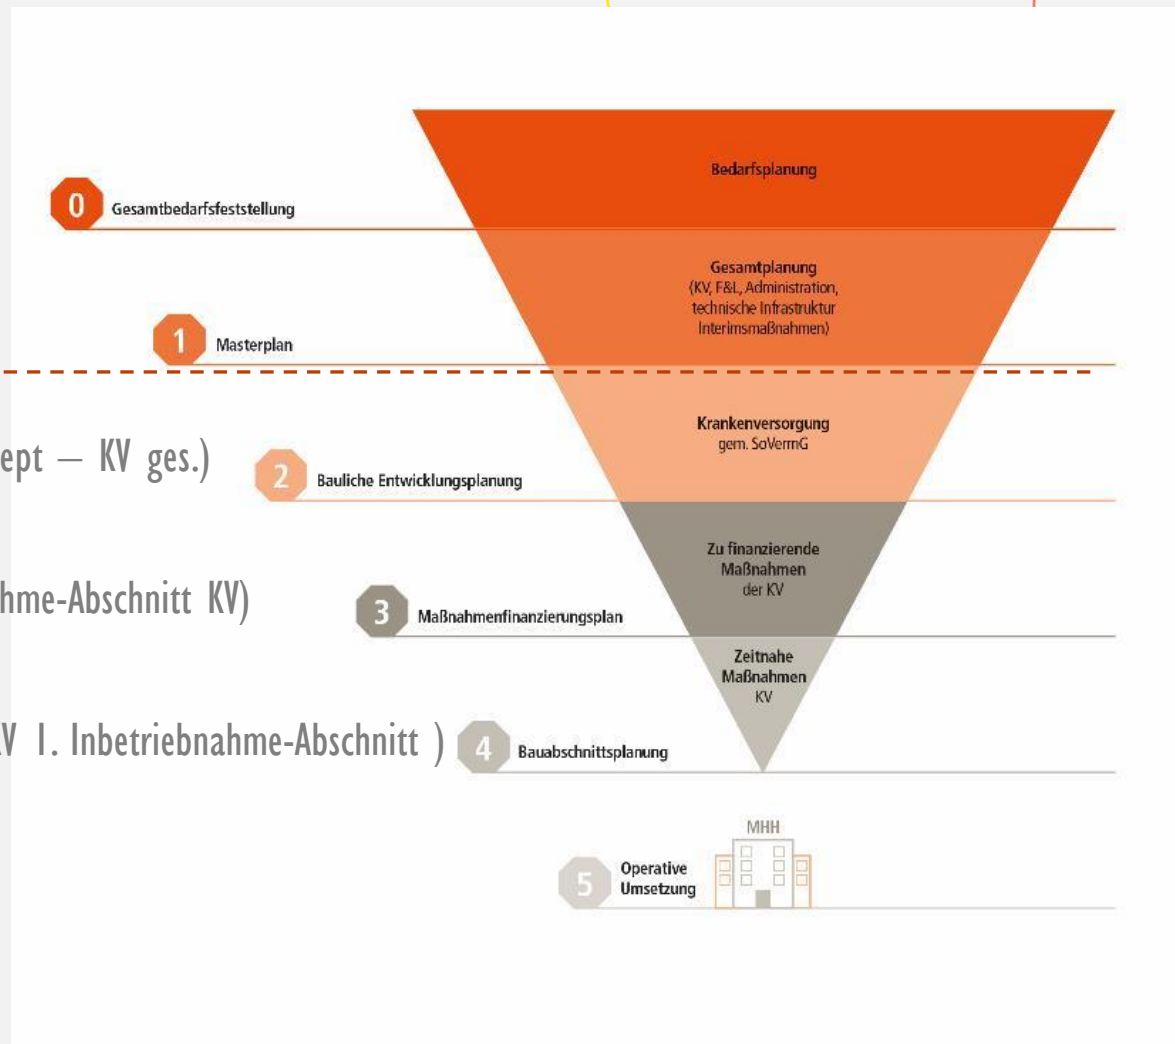 Bedarfsplanung
0 Gesamtbedarfsfeststellung
Gesamtplanung
(KV, F&L, Administration,
technische Infrastruktur
Interimsmaßnahmen)
1 Masterplan
Krankenversorgung
gem. SoVermG
ept – KV ges.)
2 Bauliche Entwicklungsplanung
Zu finanzierende
Maßnahmen
der KV
hme-Abschnitt KV)
3 Maßnahmenfinanzierungsplan
Zeitnahe
Maßnahmen
KV
V 1. Inbetriebnahme-Abschnitt )
4 Bauabschnittsplanung
MHH
5 Operative
Umsetzung